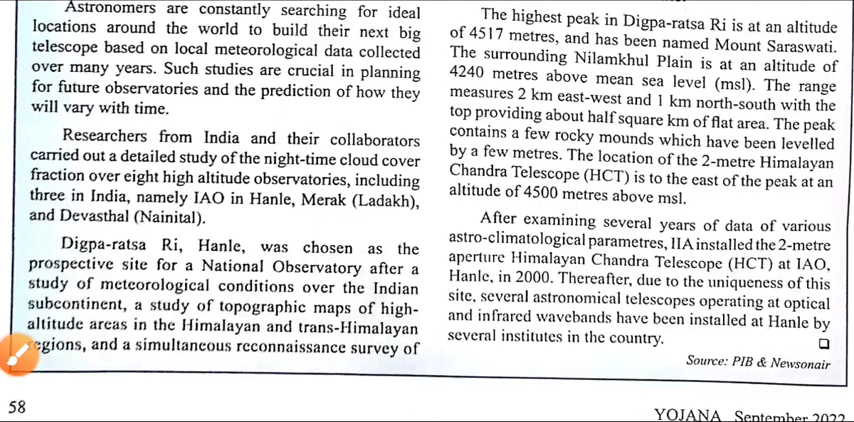 Astronomers are constantly searching for ideal
locations around the world to build their next big
telescope based on local meteorological data collected
over many years. Such studies are crucial in planning
for future observatories and the prediction of how they
will vary with time.
Researchers from India and their collaborators
carried out a detailed study of the night-time cloud cover
fraction over eight high altitude observatories, including
three in India, namely IAO in Hanle, Merak (Ladakh),
and Devasthal (Nainital).
Digpa-ratsa Ri, Hanle, was chosen as the
prospective site for a National Observatory after a
study of meteorological conditions over the Indian
subcontinent, a study of topographic maps of high-
altitude areas in the Himalayan and trans-Himalayan
regions, and a simultaneous reconnaissance survey of
The highest peak in Digpa-ratsa Ri is at an altitude
of 4517 metres, and has been named Mount Saraswati.
The surrounding Nilamkhul Plain is at an altitude of
4240 metres above mean sea level (msl). The range
measures 2 km east-west and 1 km north-south with the
top providing about half square km of flat area. The peak
contains a few rocky mounds which have been levelled
by a few metres. The location of the 2-metre Himalayan
Chandra Telescope (HCT) is to the east of the peak at an
altitude of 4500 metres above msl.
After examining several years of data of various
astro-climatological parametres, IIA installed the 2-metre
aperture Himalayan Chandra Telescope (HCT) at IAO,
Hanle, in 2000. Thereafter, due to the uniqueness of this
site, several astronomical telescopes operating at optical
and infrared wavebands have been installed at Hanle by
several institutes in the country.
Source: PIB & Newsonair
58
YOJANA September 2022